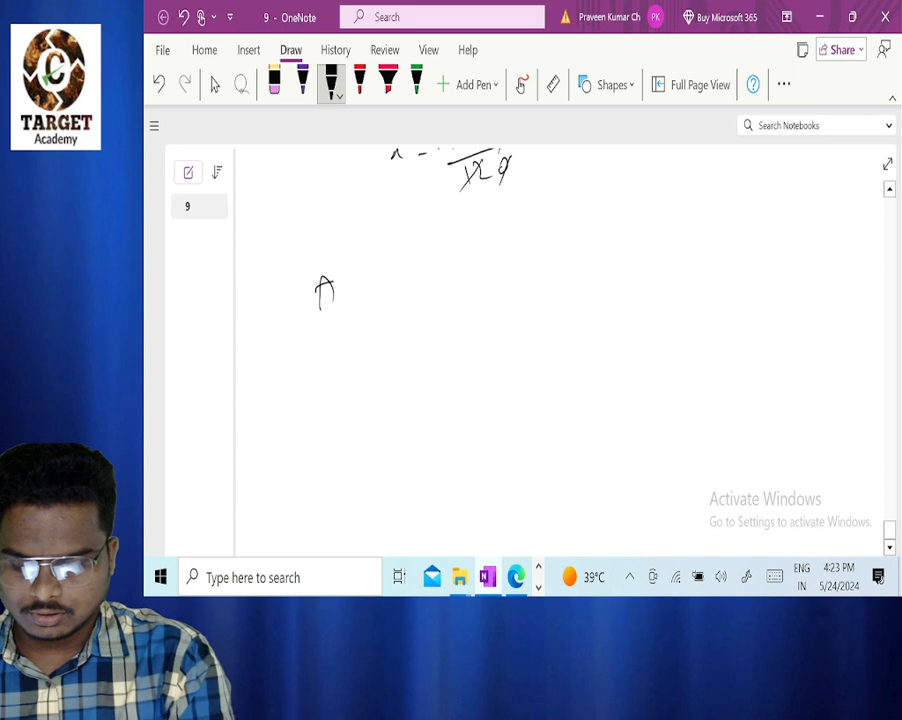 9 - OneNote
Search
Praveen Kumar Ch
PK
Buy Microsoft 365
TARGET
Academy
File Home Insert Draw History Review View Help
Share
Add Pen
Shapes
Full Page View
Search Notebooks
9
A
Activate Windows
Go to Settings to activate Windows.
Type here to search
39°C
ENG
IN
4:23 PM
5/24/2024